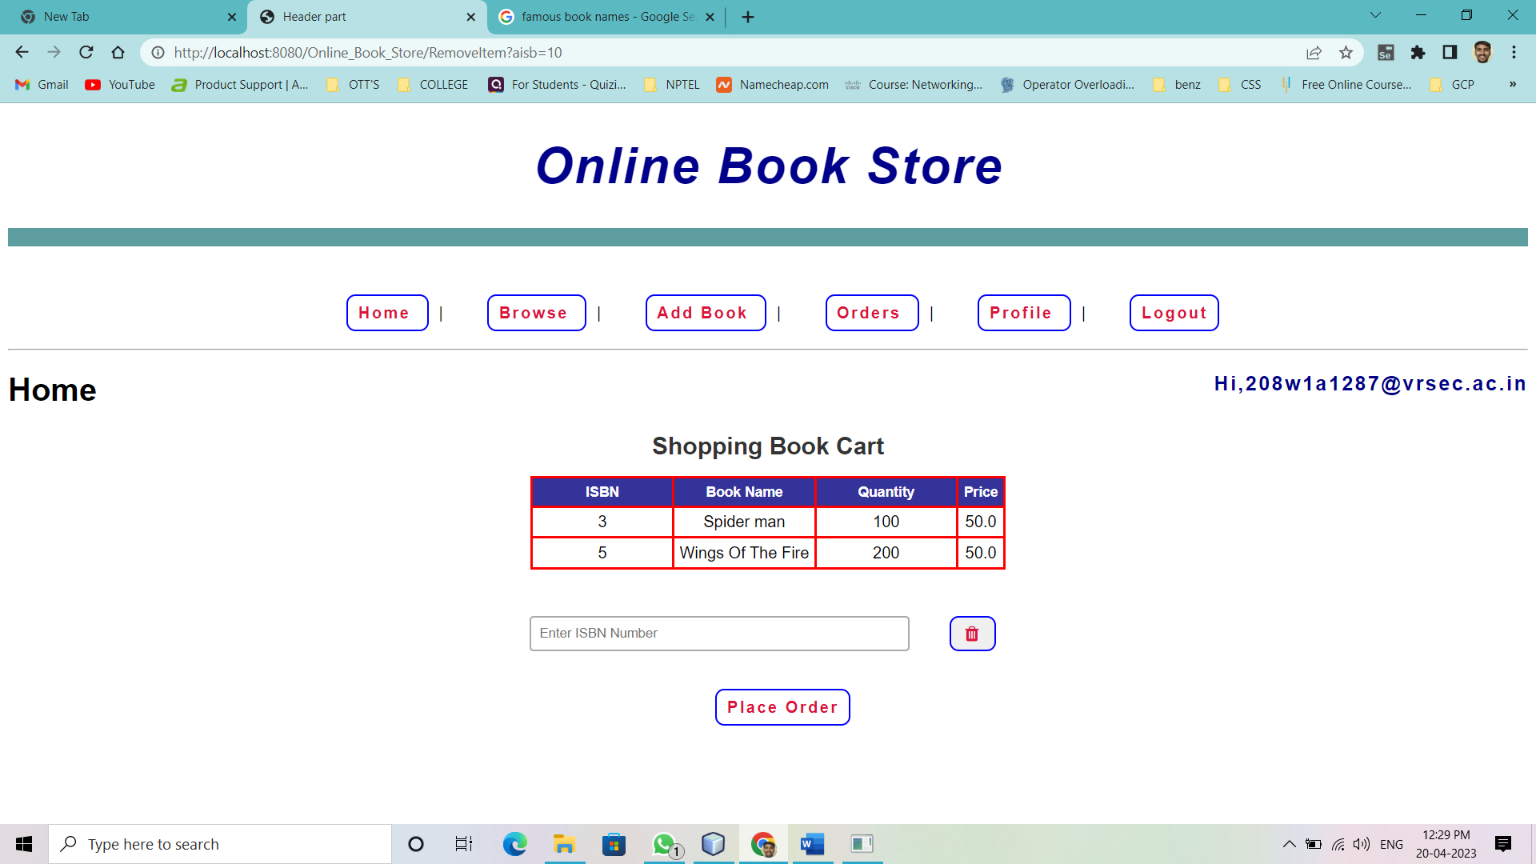 New Tab
Header part
famous book names - Google Se
http://localhost:8080/Online_Book_Store/RemoveItem?aisb=10
Se
Gmail YouTube Product Support | A... OTT'S COLLEGE For Students - Quizi... NPTEL Namecheap.com Course: Networking... Operator Overloadi... benz CSS Free Online Course... GCP »
Online Book Store
Home | Browse | Add Book | Orders | Profile | Logout
Home
Hi,208w1a1287@vrsec.ac.in
Shopping Book Cart
ISBN Book Name Quantity Price
3 Spider man 100 50.0
5 Wings Of The Fire 200 50.0
Enter ISBN Number
Place Order
Type here to search
1
ENG
12:29 PM
20-04-2023